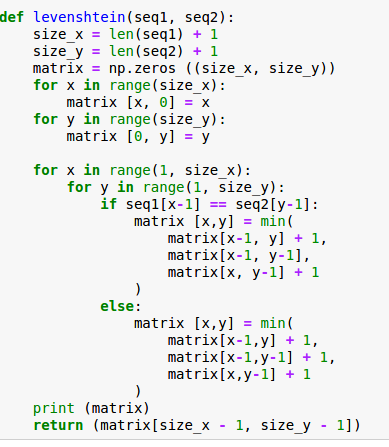 def levenshtein(seq1, seq2):
    size_x = len(seq1) + 1
    size_y = len(seq2) + 1
    matrix = np.zeros ((size_x, size_y))
    for x in range(size_x):
        matrix [x, 0] = x
    for y in range(size_y):
        matrix [0, y] = y

    for x in range(1, size_x):
        for y in range(1, size_y):
            if seq1[x-1] == seq2[y-1]:
                matrix [x,y] = min(
                    matrix[x-1, y] + 1,
                    matrix[x-1, y-1],
                    matrix[x, y-1] + 1
                )
            else:
                matrix [x,y] = min(
                    matrix[x-1,y] + 1,
                    matrix[x-1,y-1] + 1,
                    matrix[x,y-1] + 1
                )
    print (matrix)
    return (matrix[size_x - 1, size_y - 1])